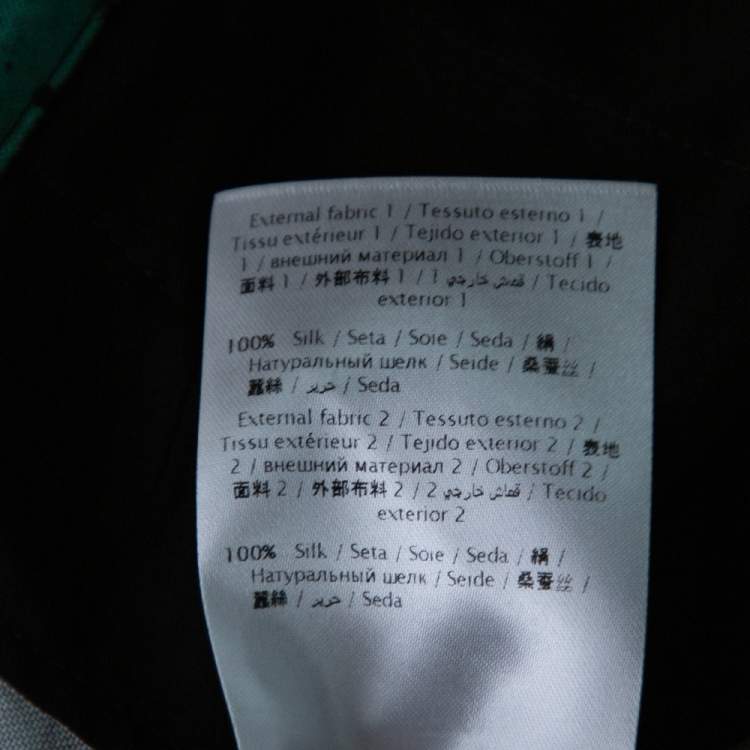 External fabric 1 / Tessuto esterno 1 /
Tissu extérieur 1 / Tejido exterior 1 / 表地
1 / внешний материал 1 / Oberstoff 1 /
面料 1 / 外部布料 1 / قماش خارجي 1 / Tecido
exterior 1
100% Silk / Seta / Soie / Seda / 絹 /
Натуральный шелк / Seide / 桑蚕丝 /
蠶絲 / حرير / Seda
External fabric 2 / Tessuto esterno 2 /
Tissu extérieur 2 / Tejido exterior 2 / 表地
2 / внешний материал 2 / Oberstoff 2 /
面料 2 / 外部布料 2 / قماش خارجي 2 / Tecido
exterior 2
100% Silk / Seta / Soie / Seda / 絹 /
Натуральный шелк / Seide / 桑蚕丝 /
蠶絲 / حرير / Seda